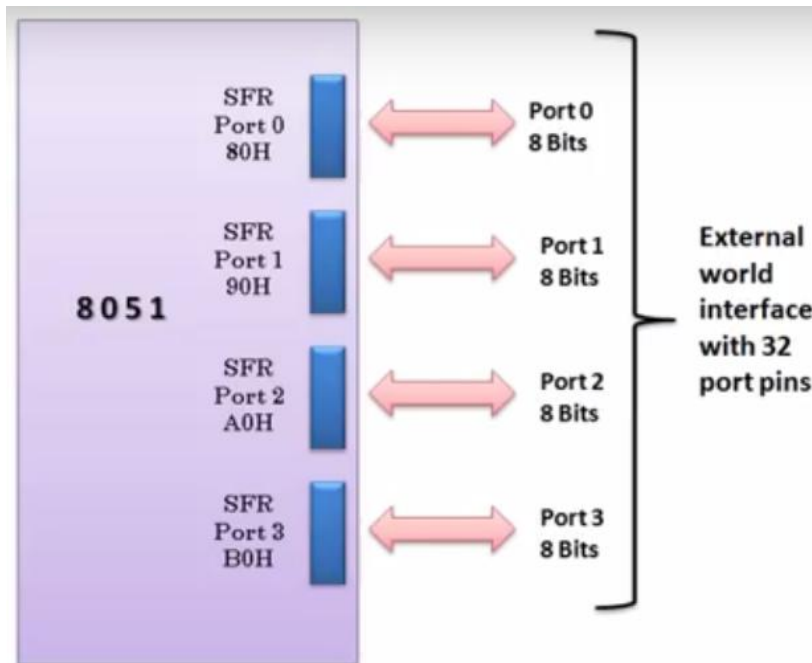 8051
SFR
Port 0
80H
SFR
Port 1
90H
SFR
Port 2
A0H
SFR
Port 3
B0H
Port 0
8 Bits
Port 1
8 Bits
Port 2
8 Bits
Port 3
8 Bits
External
world
interface
with 32
port pins